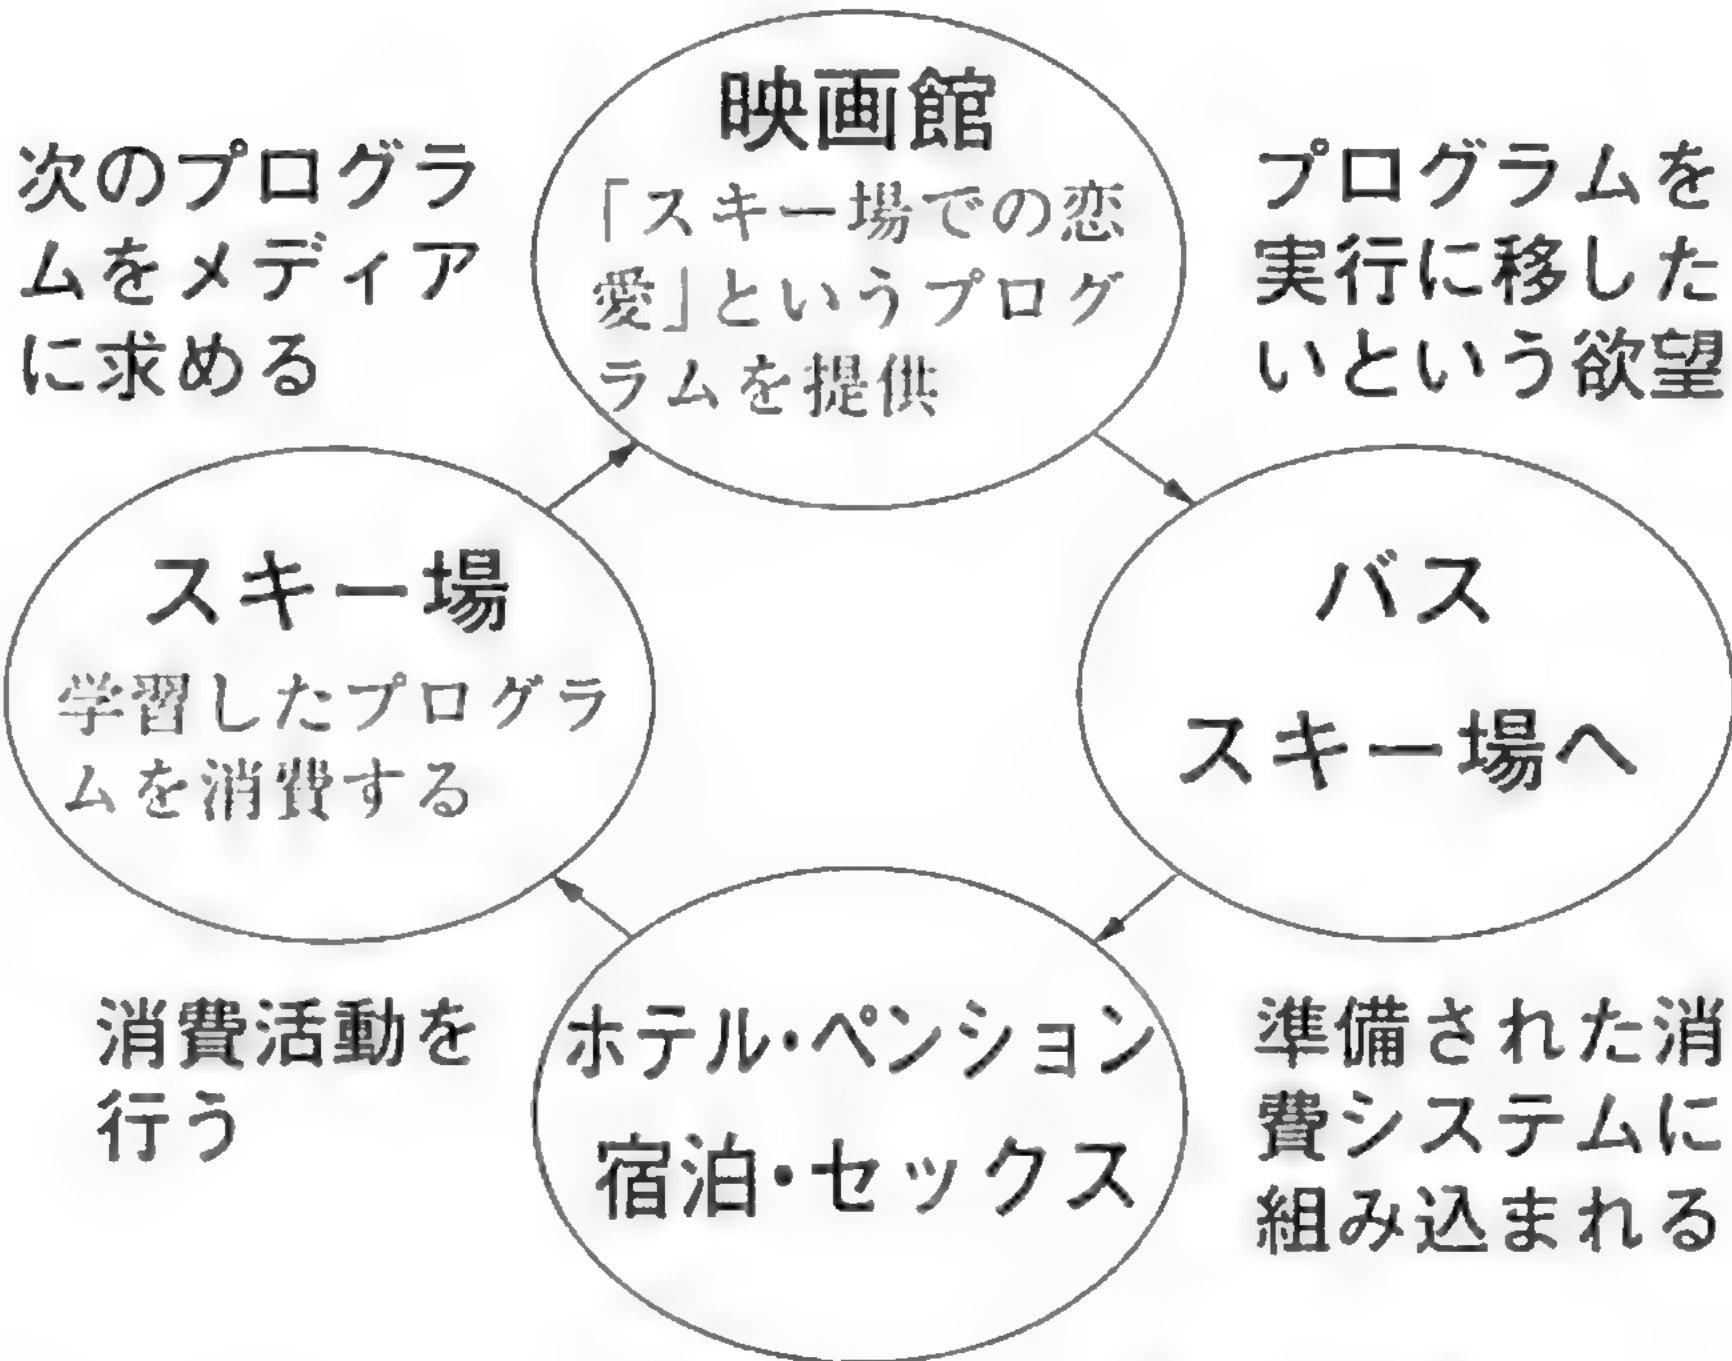 映画館
「スキー場での恋
愛」というプログ
ラムを提供
プログラムを
実行に移した
いという欲望
バス
スキー場へ
準備された消
費システムに
組み込まれる
ホテル・ペンション
宿泊・セックス
消費活動を
行う
スキー場
学習したプログラ
ムを消費する
次のプログラ
ムをメディア
に求める